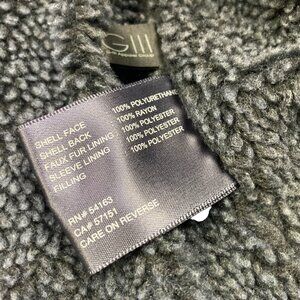 GIII
SHELL FACE 100% POLYURETHANE
SHELL BACK 100% RAYON
FAUX FUR LINING 100% POLYESTER
SLEEVE LINING 100% POLYESTER
FILLING 100% POLYESTER
RN# 54163
CA# 57151
CARE ON REVERSE